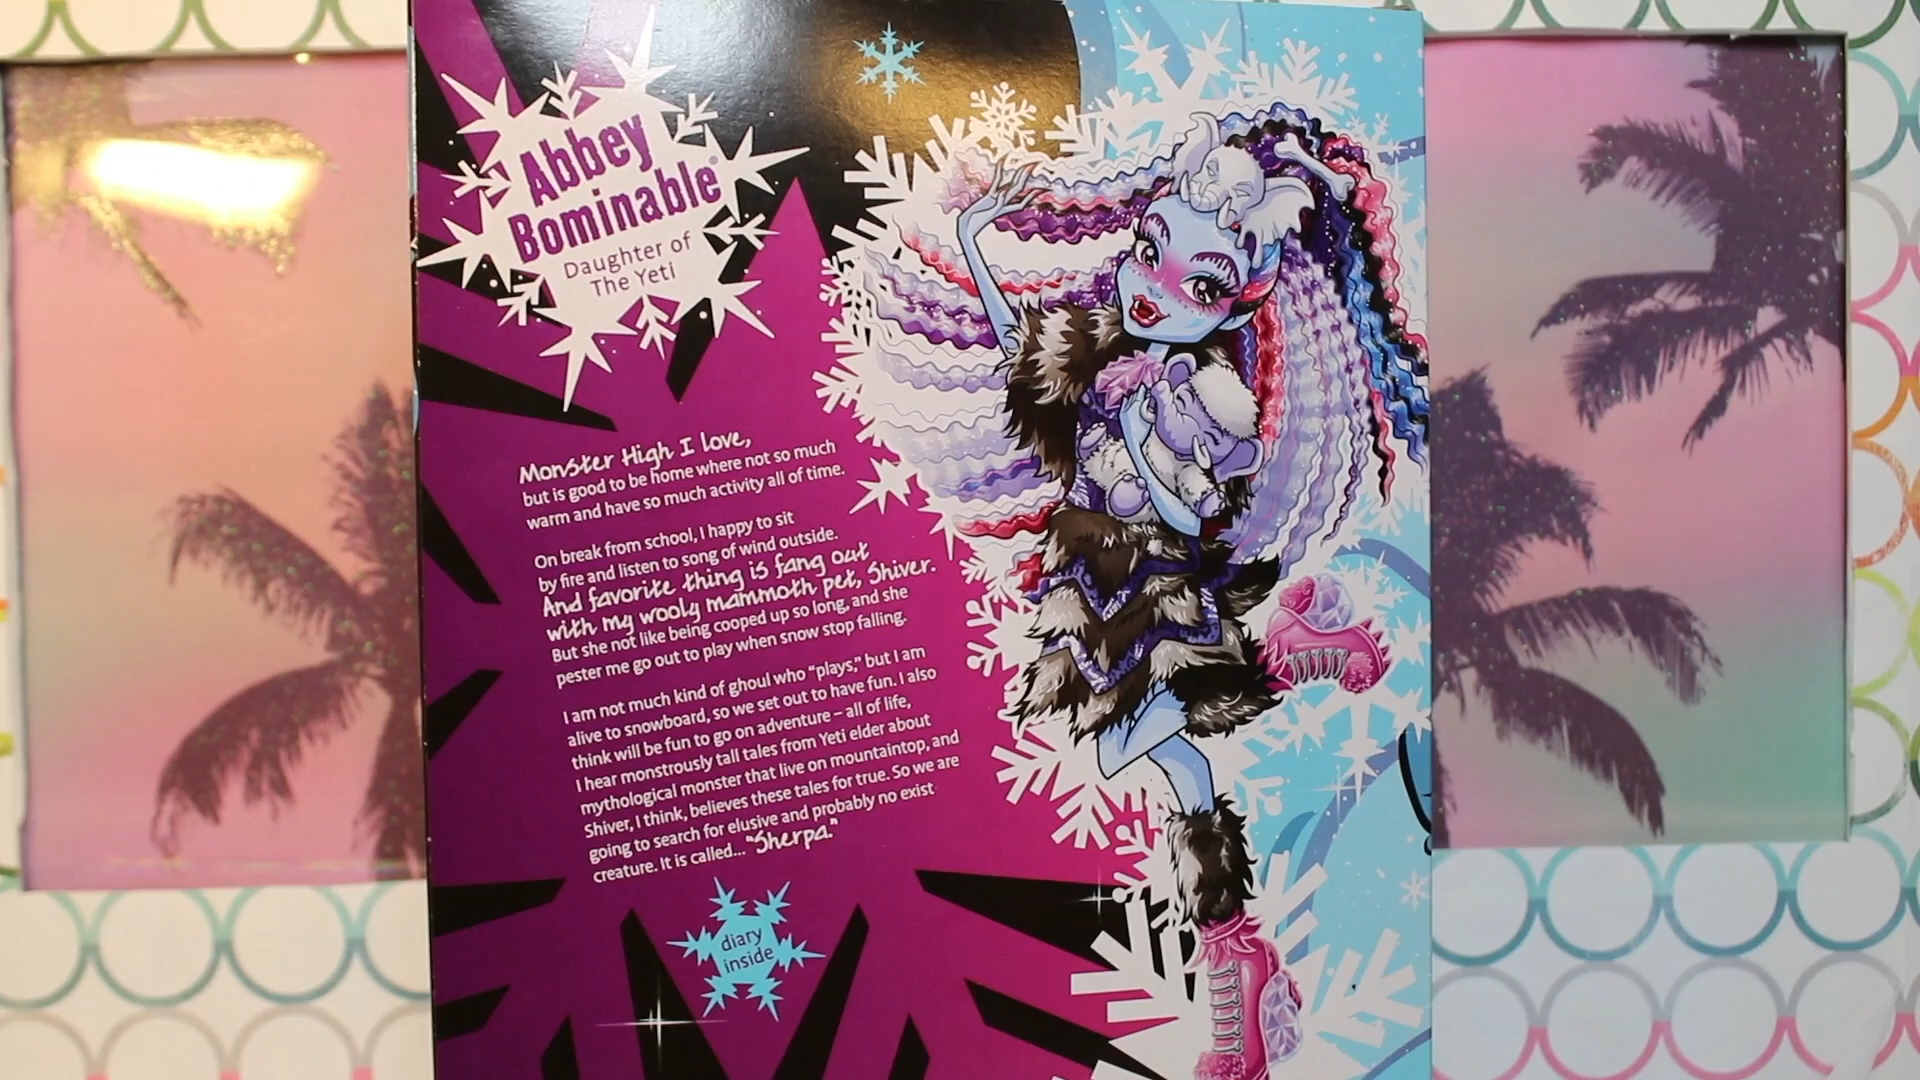 Abbey
Bominable®
Daughter of
The Yeti
Monster High I love,
but is good to be home where not so much
warm and have so much activity all of time.
On break from school, I happy to sit
by fire and listen to song of wind outside.
And favorite thing is fang out
with my wooly mammoth pet, Shiver.
But she not like being cooped up so long, and she
pester me go out to play when snow stop falling.
I am not much kind of ghoul who “plays,” but I am
alive to snowboard, so we set out to have fun. I also
think will be fun to go on adventure – all of life,
I hear monstrously tall tales from Yeti elder about
mythological monster that live on mountaintop, and
Shiver, I think, believes these tales for true. So we are
going to search for elusive and probably no exist
creature. It is called... “Sherpa.”
diary
inside